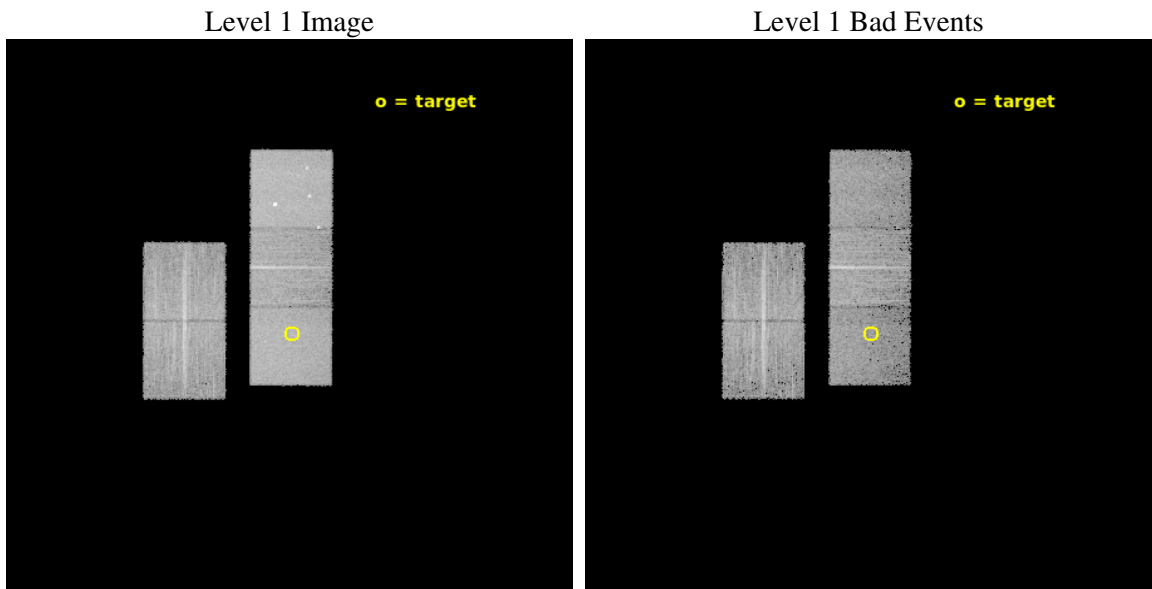 Level 1 Image
Level 1 Bad Events
o = target
o = target